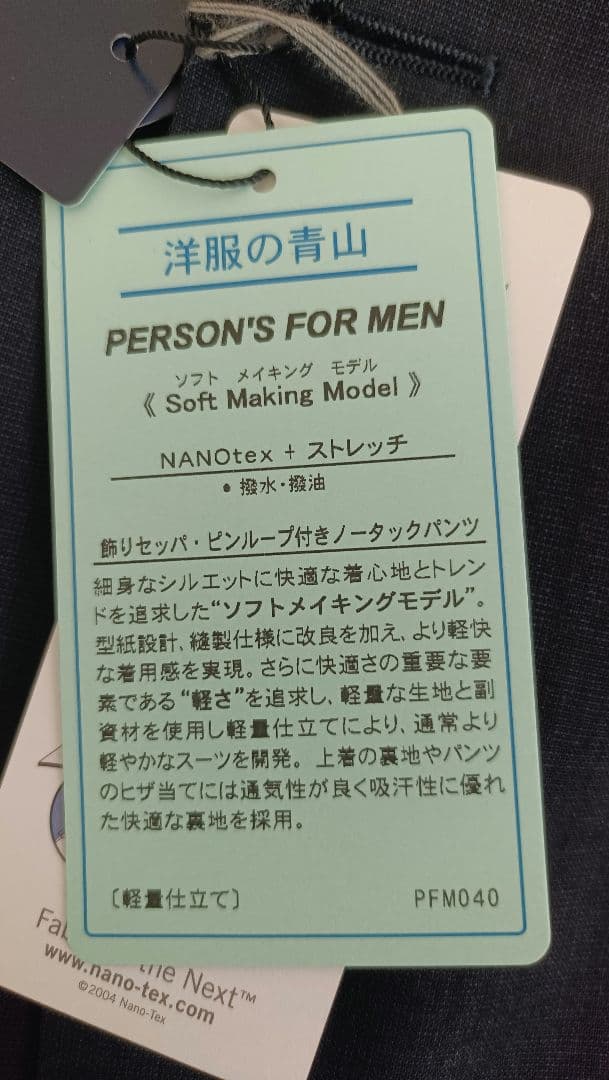 洋服の青山
PERSON'S FOR MEN
ソフト メイキング モデル
《 Soft Making Model 》
NANOtex + ストレッチ
• 撥水・撥油
飾りセッパ・ピンループ付きノータックパンツ
細身なシルエットに快適な着心地とトレン
ドを追求した“ソフトメイキングモデル”。
型紙設計、縫製仕様に改良を加え、より軽快
な着用感を実現。さらに快適さの重要な要
素である“軽さ”を追求し、軽量な生地と副
資材を使用し軽量仕立てにより、通常より
軽やかなスーツを開発。上着の裏地やパンツ
のヒザ当てには通気性が良く吸汗性に優れ
た快適な裏地を採用。
〔軽量仕立て〕 PFM040
the Next™
www.nano-tex.com
©2004 Nano-Tex